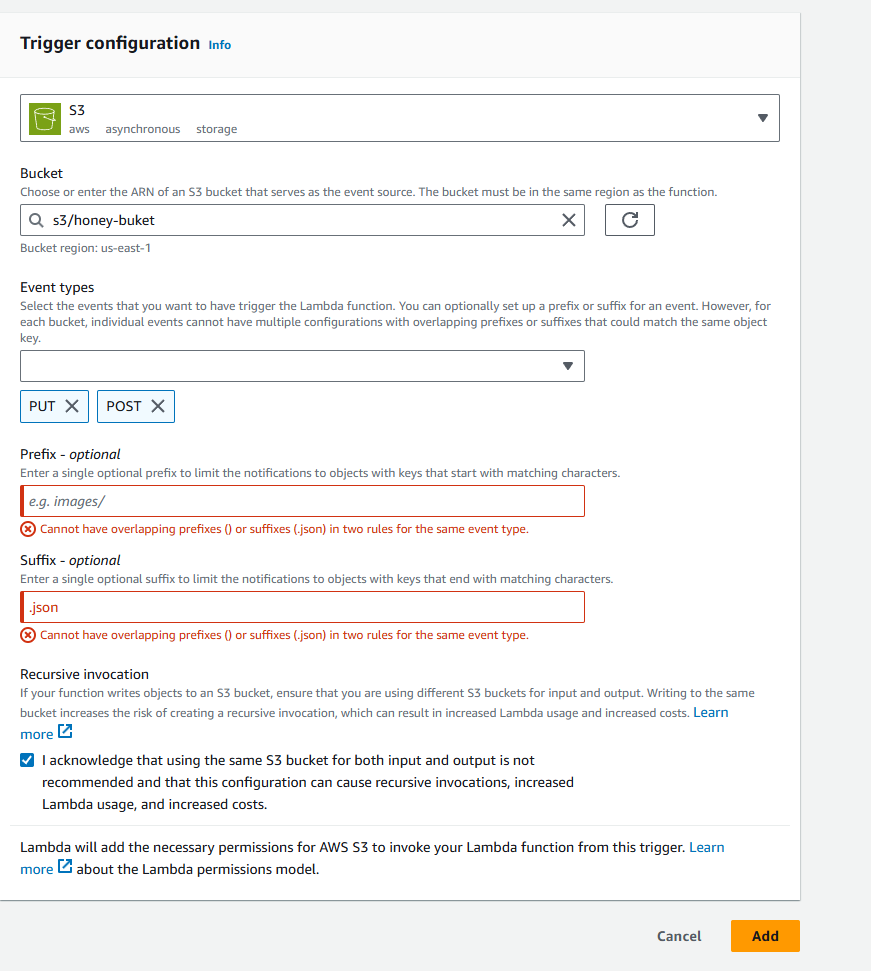 Trigger configuration Info
S3
aws asynchronous storage
Bucket
Choose or enter the ARN of an S3 bucket that serves as the event source. The bucket must be in the same region as the function.
s3/honey-buket
Bucket region: us-east-1
Event types
Select the events that you want to have trigger the Lambda function. You can optionally set up a prefix or suffix for an event. However, for
each bucket, individual events cannot have multiple configurations with overlapping prefixes or suffixes that could match the same object
key.
PUT POST
Prefix - optional
Enter a single optional prefix to limit the notifications to objects with keys that start with matching characters.
e.g. images/
Cannot have overlapping prefixes () or suffixes (.json) in two rules for the same event type.
Suffix - optional
Enter a single optional suffix to limit the notifications to objects with keys that end with matching characters.
.json
Cannot have overlapping prefixes () or suffixes (.json) in two rules for the same event type.
Recursive invocation
If your function writes objects to an S3 bucket, ensure that you are using different S3 buckets for input and output. Writing to the same
bucket increases the risk of creating a recursive invocation, which can result in increased Lambda usage and increased costs. Learn
more
I acknowledge that using the same S3 bucket for both input and output is not
recommended and that this configuration can cause recursive invocations, increased
Lambda usage, and increased costs.
Lambda will add the necessary permissions for AWS S3 to invoke your Lambda function from this trigger. Learn
more about the Lambda permissions model.
Cancel Add